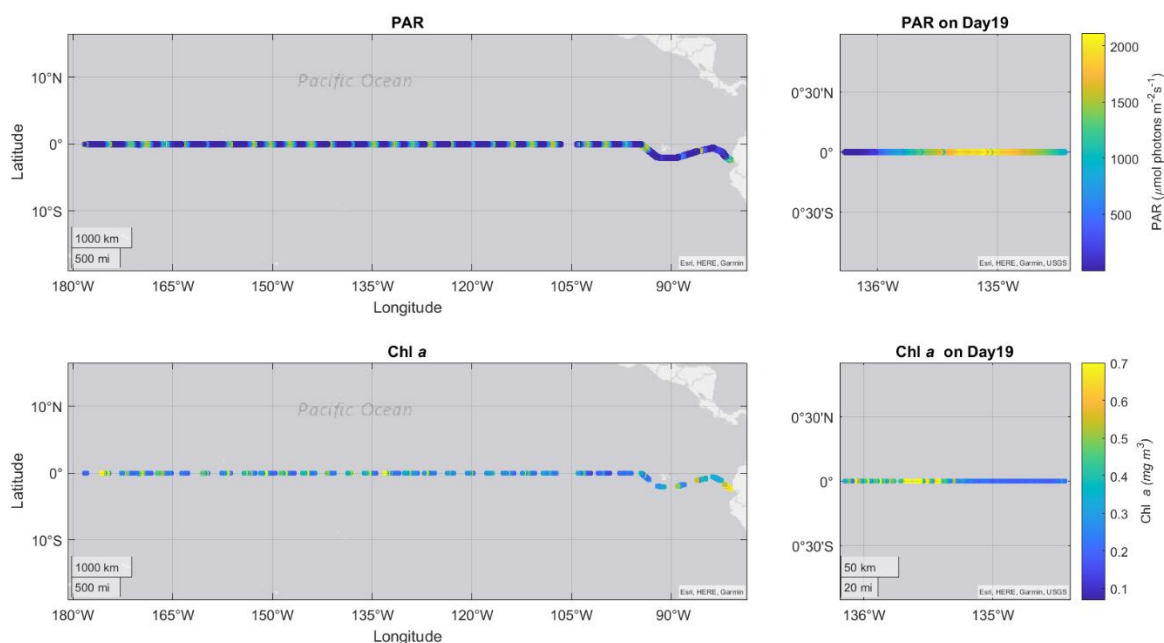 PAR
PAR on Day19
Pacific Ocean
10°N
0°
10°S
Latitude
1000 km
500 mi
Esri, HERE, Garmin
180°W
165°W
150°W
135°W
120°W
105°W
90°W
Longitude
0°30'N
0°
0°30'S
Esri, HERE, Garmin, USGS
136°W
135°W
2000
1500
1000
500
PAR (μmol photons m⁻²s⁻¹)
Chl a
Chl a on Day19
Pacific Ocean
10°N
0°
10°S
Latitude
1000 km
500 mi
Esri, HERE, Garmin
180°W
165°W
150°W
135°W
120°W
105°W
90°W
Longitude
0°30'N
0°
0°30'S
50 km
20 mi
Esri, HERE, Garmin, USGS
136°W
135°W
0.7
0.6
0.5
0.4
0.3
0.2
0.1
Chl a (mg m³)